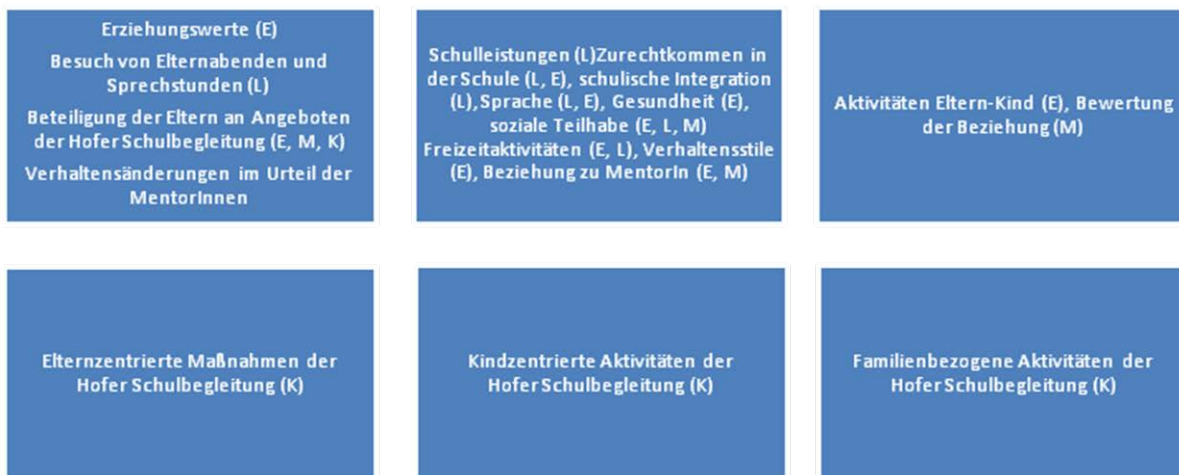 Erziehungswerte (E)
Besuch von Elternabenden und
Sprechstunden (L)
Beteiligung der Eltern an Angeboten
der Hofer Schulbegleitung (E, M, K)
Verhaltensänderungen im Urteil der
MentorInnen
Schulleistungen (L)Zurechtkommen in
der Schule (L, E), schulische Integration
(L), Sprache (L, E), Gesundheit (E),
soziale Teilhabe (E, L, M)
Freizeitaktivitäten (E, L), Verhaltensstile
(E), Beziehung zu MentorIn (E, M)
Aktivitäten Eltern-Kind (E), Bewertung
der Beziehung (M)
Elternzentrierte Maßnahmen der
Hofer Schulbegleitung (K)
Kindzentrierte Aktivitäten der
Hofer Schulbegleitung (K)
Familienbezogene Aktivitäten der
Hofer Schulbegleitung (K)